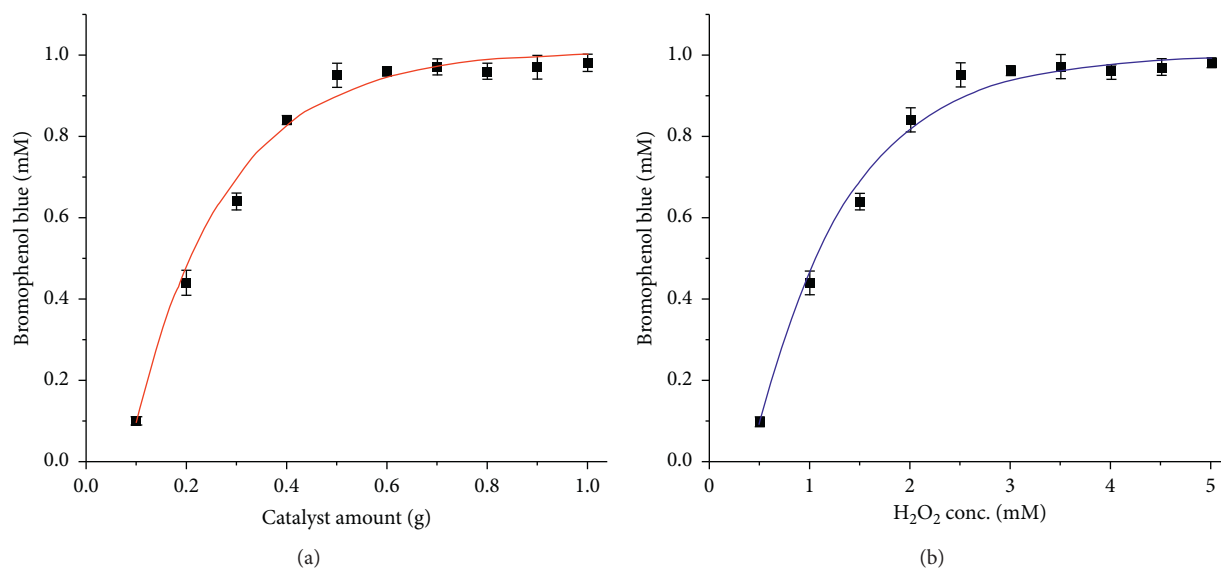 Bromophenol blue (mM)
1.0
0.8
0.6
0.4
0.2
0.0
0.0 0.2 0.4 0.6 0.8 1.0
Catalyst amount (g)
(a)
Bromophenol blue (mM)
1.0
0.8
0.6
0.4
0.2
0.0
0 1 2 3 4 5
H₂O₂ conc. (mM)
(b)